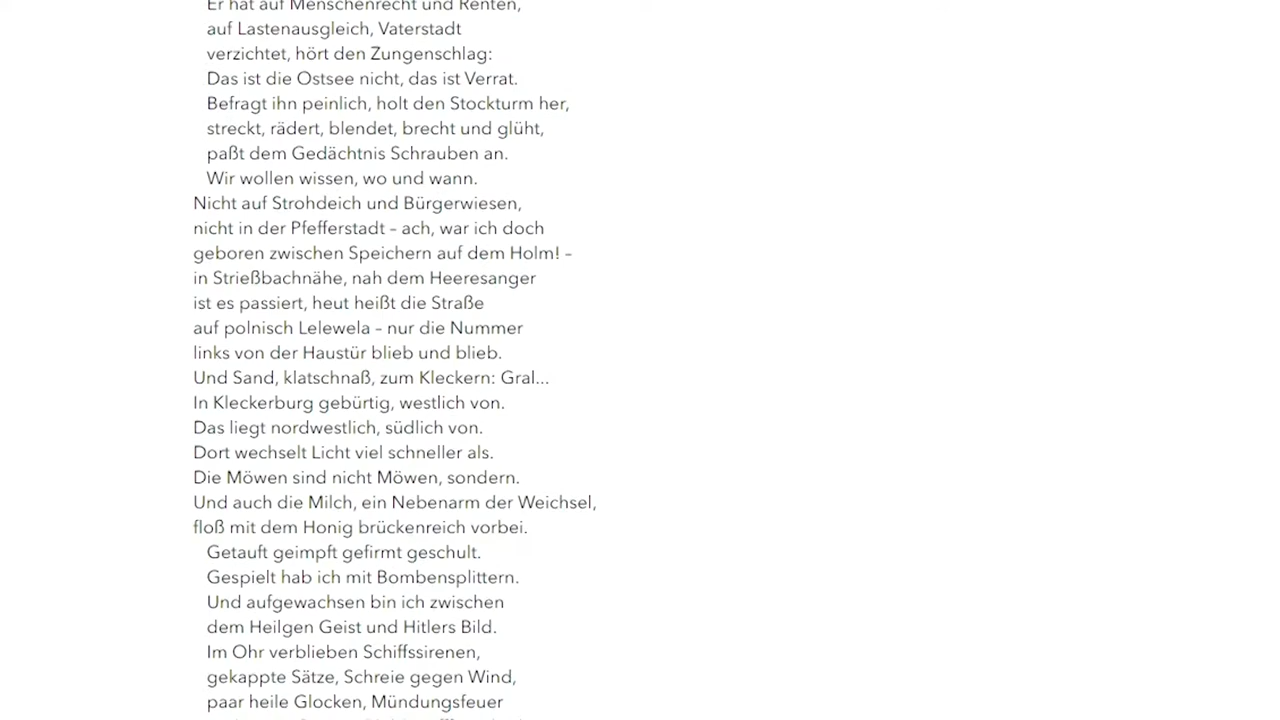 Er hat auf Menschenrecht und Renten,
auf Lastenausgleich, Vaterstadt
verzichtet, hört den Zungenschlag:
Das ist die Ostsee nicht, das ist Verrat.
Befragt ihn peinlich, holt den Stockturm her,
streckt, rädert, blendet, brecht und glüht,
paßt dem Gedächtnis Schrauben an.
Wir wollen wissen, wo und wann.
Nicht auf Strohdeich und Bürgerwiesen,
nicht in der Pfefferstadt – ach, war ich doch
geboren zwischen Speichern auf dem Holm! –
in Strießbachnähe, nah dem Heeresanger
ist es passiert, heut heißt die Straße
auf polnisch Lelewela – nur die Nummer
links von der Haustür blieb und blieb.
Und Sand, klatschnaß, zum Kleckern: Gral...
In Kleckerburg gebürtig, westlich von.
Das liegt nordwestlich, südlich von.
Dort wechselt Licht viel schneller als.
Die Möwen sind nicht Möwen, sondern.
Und auch die Milch, ein Nebenarm der Weichsel,
floß mit dem Honig brückenreich vorbei.
Getauft geimpft gefirmt geschult.
Gespielt hab ich mit Bombensplittern.
Und aufgewachsen bin ich zwischen
dem Heilgen Geist und Hitlers Bild.
Im Ohr verblieben Schiffssirenen,
gekappte Sätze, Schreie gegen Wind,
paar heile Glocken, Mündungsfeuer